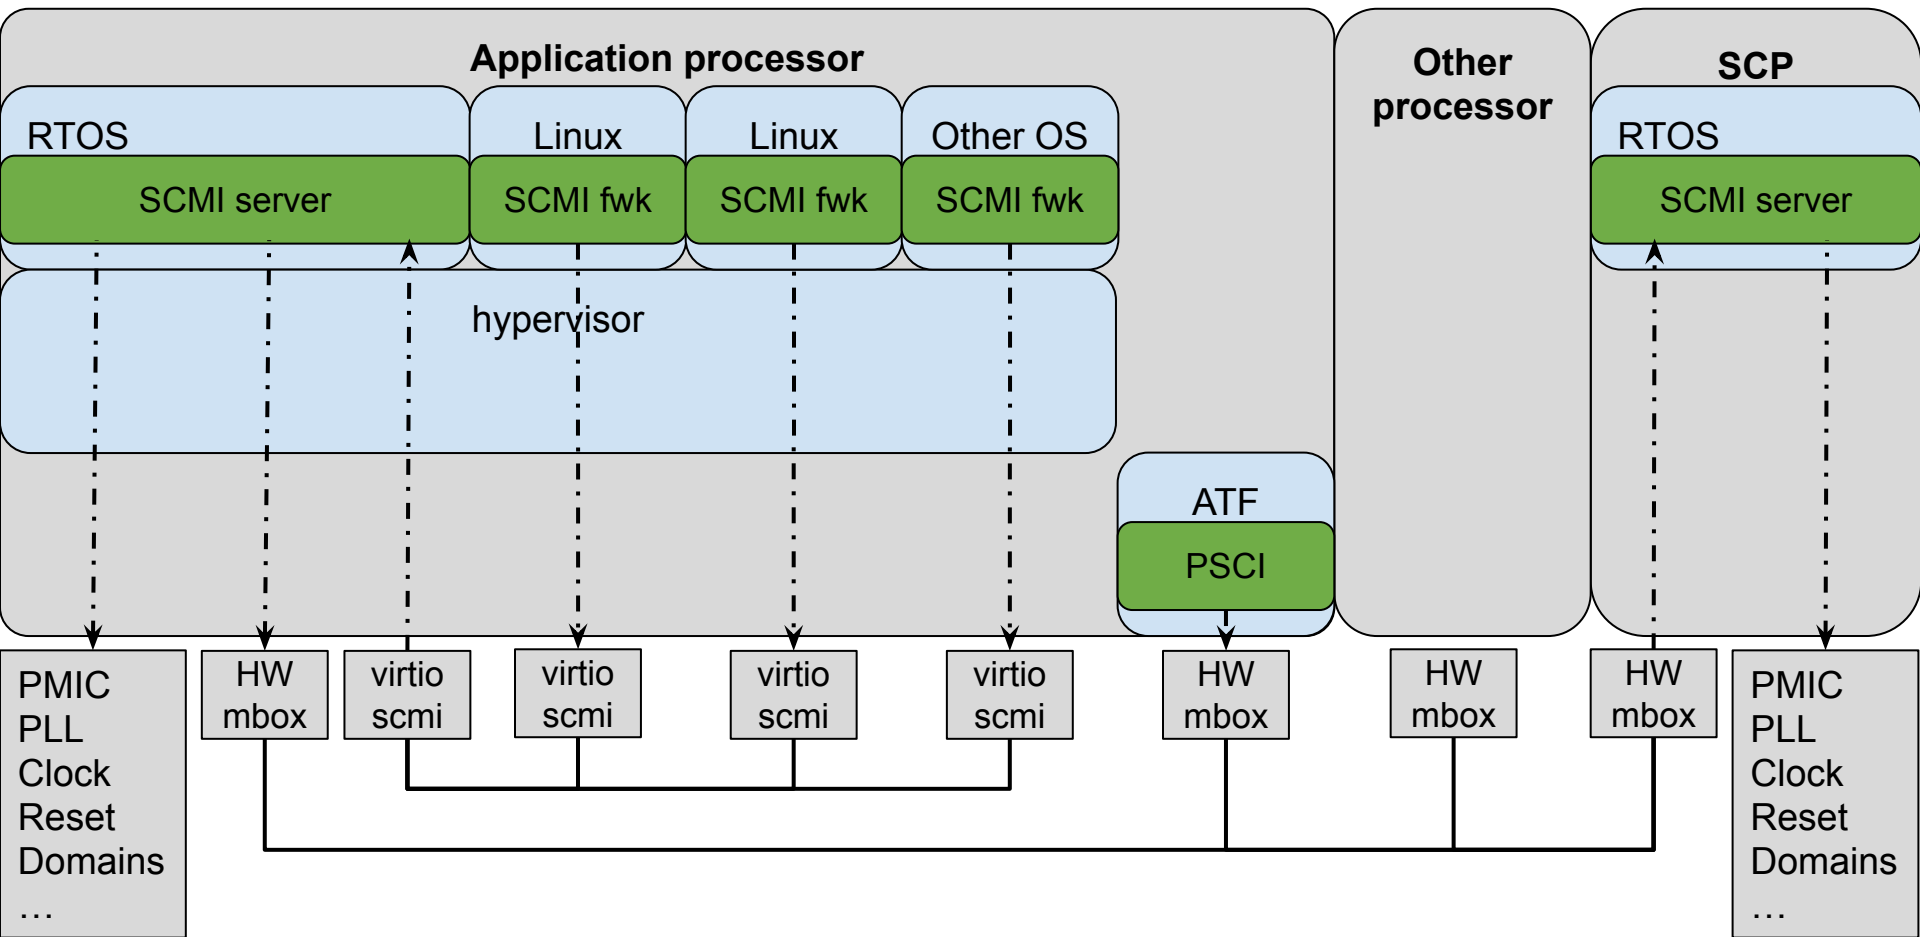 Application processor
Other
processor
SCP
RTOS
Linux
Linux
Other OS
RTOS
SCMI server
SCMI fwk
SCMI fwk
SCMI fwk
SCMI server
hypervisor
ATF
PSCI
PMIC
PLL
Clock
Reset
Domains
…
HW
mbox
virtio
scmi
virtio
scmi
virtio
scmi
virtio
scmi
HW
mbox
HW
mbox
HW
mbox
PMIC
PLL
Clock
Reset
Domains
…